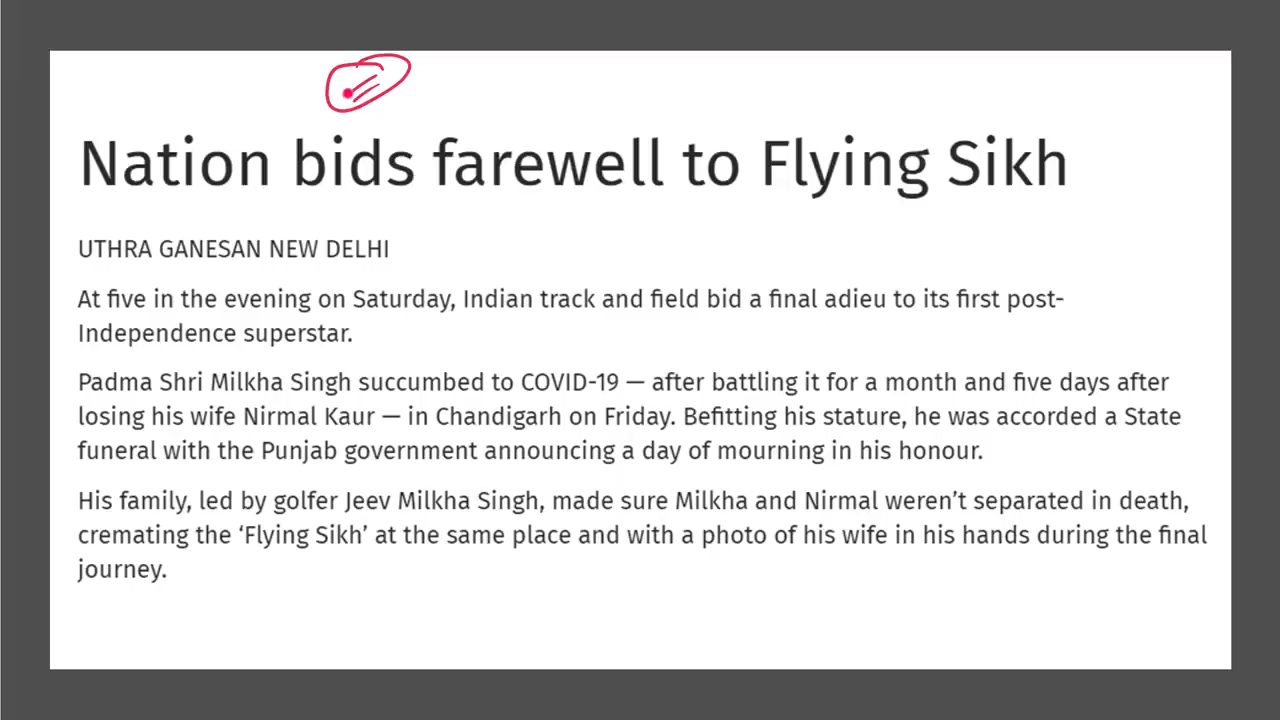 Nation bids farewell to Flying Sikh
UTHRA GANESAN NEW DELHI
At five in the evening on Saturday, Indian track and field bid a final adieu to its first post-
Independence superstar.
Padma Shri Milkha Singh succumbed to COVID-19 — after battling it for a month and five days after
losing his wife Nirmal Kaur — in Chandigarh on Friday. Befitting his stature, he was accorded a State
funeral with the Punjab government announcing a day of mourning in his honour.
His family, led by golfer Jeev Milkha Singh, made sure Milkha and Nirmal weren’t separated in death,
cremating the ‘Flying Sikh’ at the same place and with a photo of his wife in his hands during the final
journey.